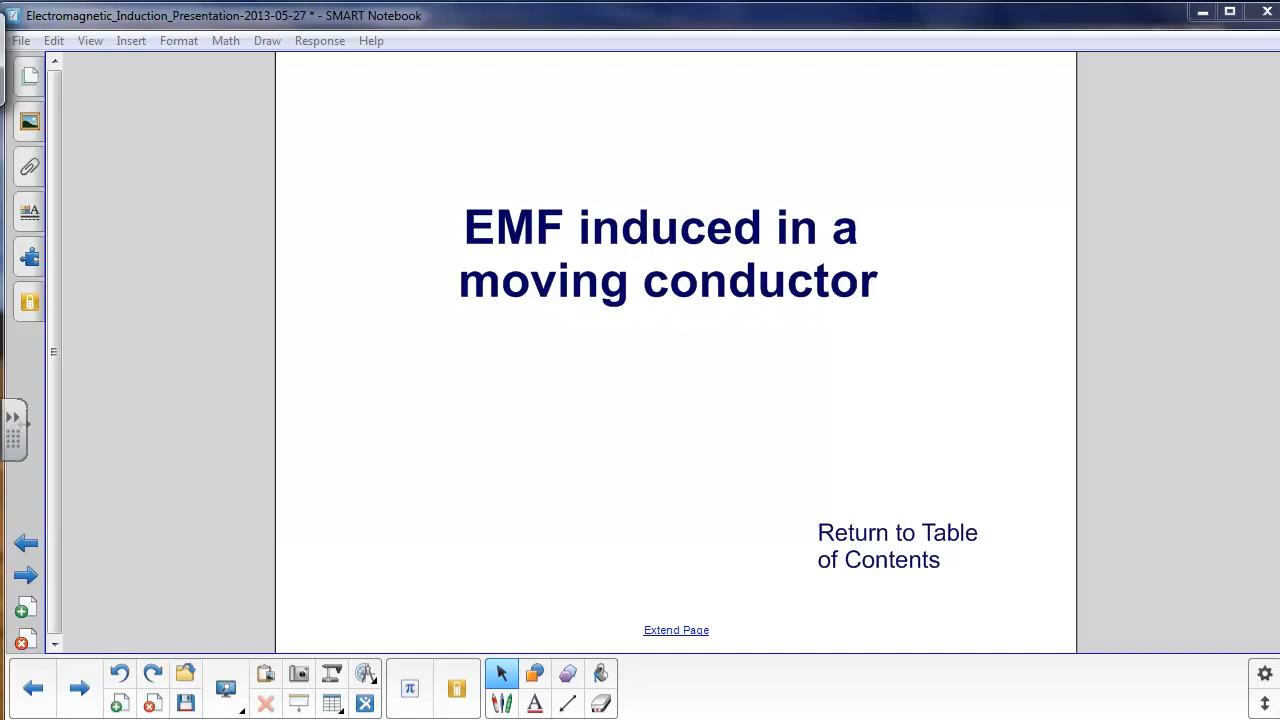 Electromagnetic_Induction_Presentation-2013-05-27 * - SMART Notebook
File Edit View Insert Format Math Draw Response Help
EMF induced in a
moving conductor
Return to Table
of Contents
Extend Page